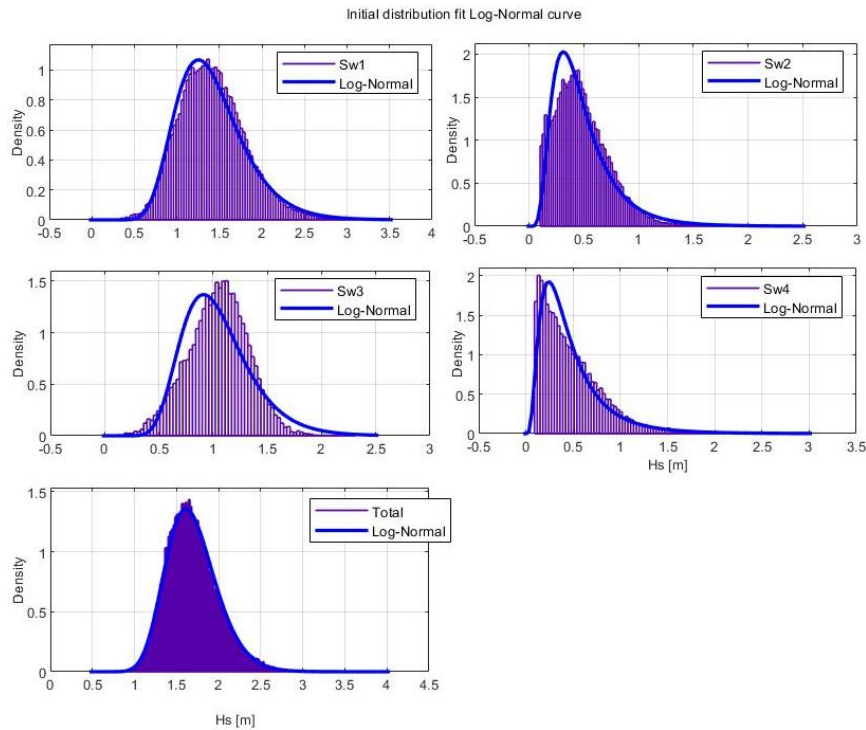 Initial distribution fit Log-Normal curve
Sw1
Log-Normal
Density
1
0.8
0.6
0.4
0.2
0
-0.5 0 0.5 1 1.5 2 2.5 3 3.5 4
Sw2
Log-Normal
Density
2
1.5
1
0.5
0
-0.5 0 0.5 1 1.5 2 2.5 3
Sw3
Log-Normal
Density
1.5
1
0.5
0
-0.5 0 0.5 1 1.5 2 2.5 3
Sw4
Log-Normal
Density
2
1.5
1
0.5
0
-0.5 0 0.5 1 1.5 2 2.5 3 3.5
Hs [m]
Total
Log-Normal
Density
1.5
1
0.5
0
0 0.5 1 1.5 2 2.5 3 3.5 4 4.5
Hs [m]